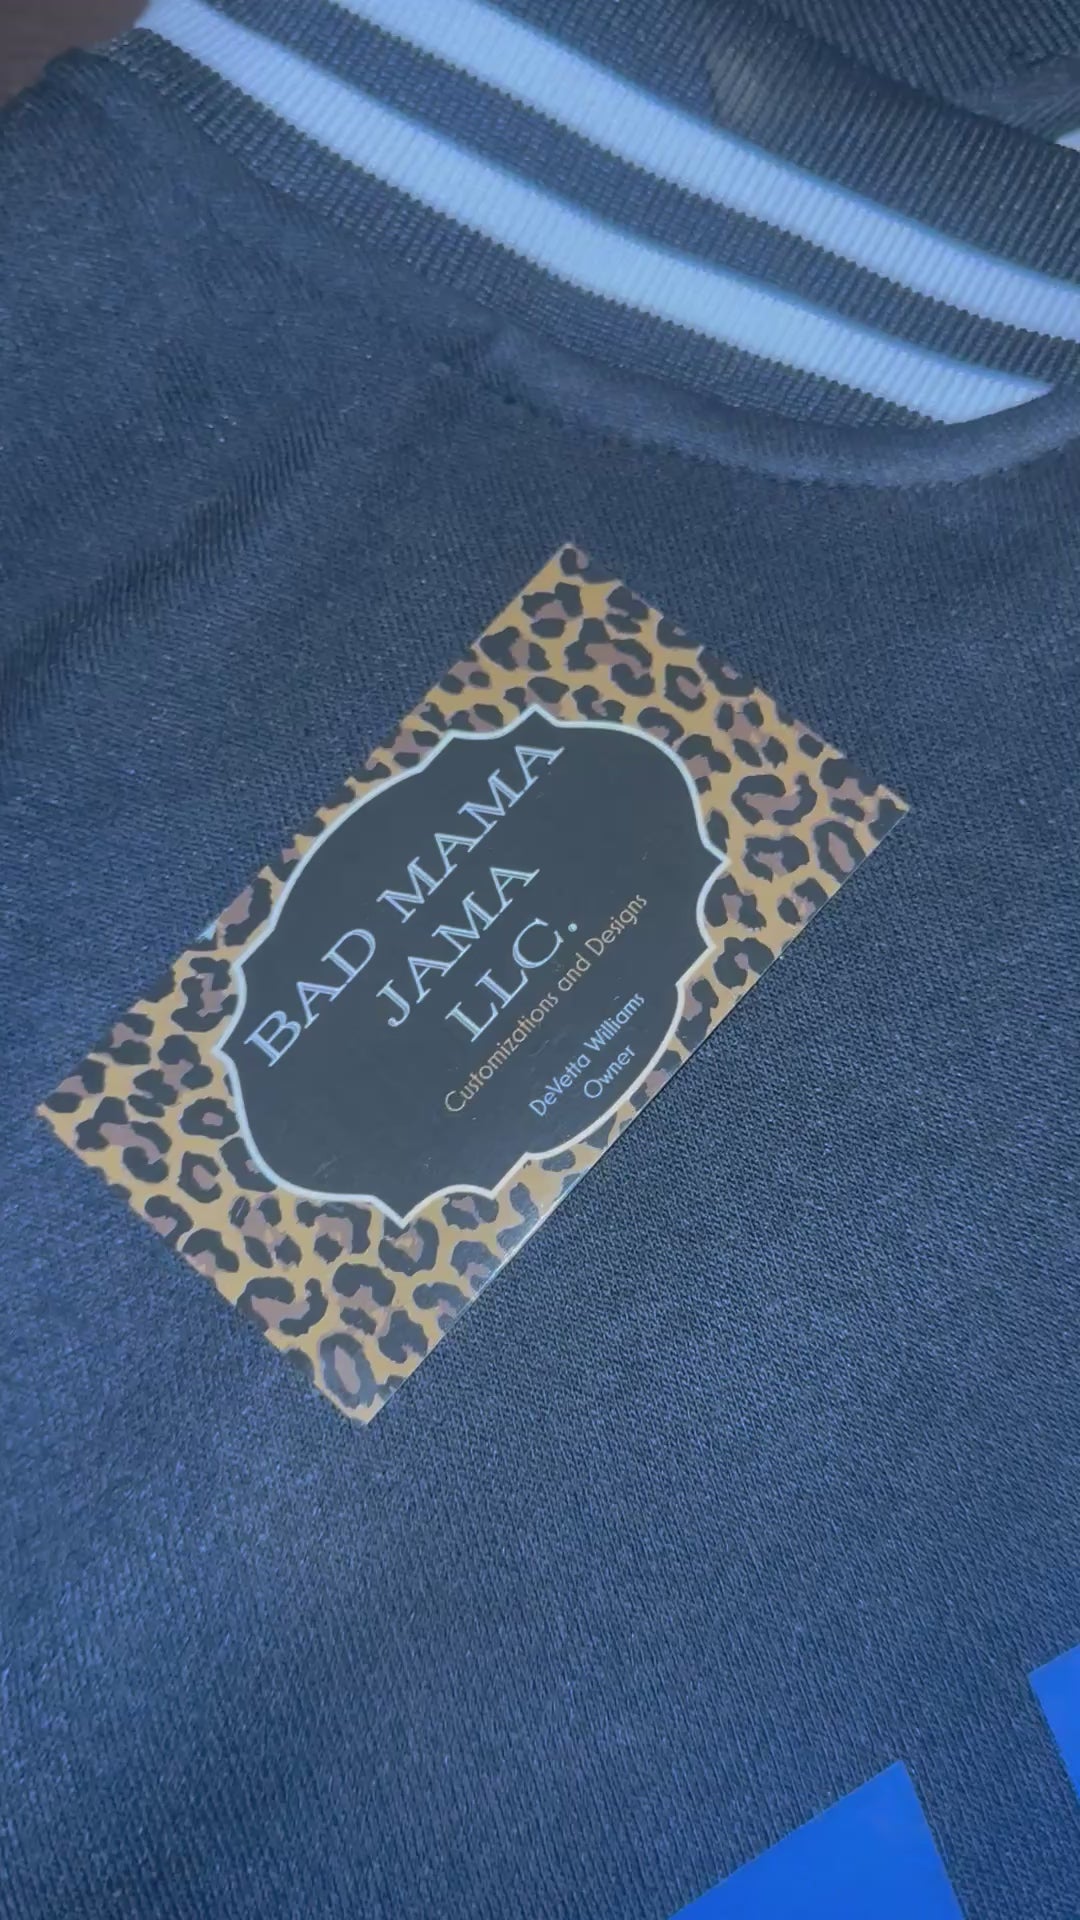 BAD MAMA
JAMA
LLC.
Customizations and Designs
DeVetta Williams
Owner